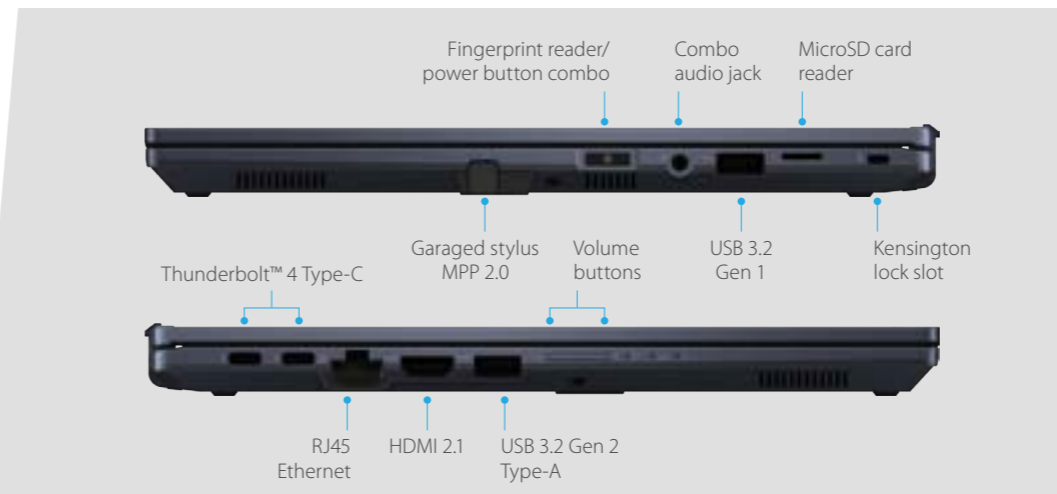 Fingerprint reader/
power button combo
Combo
audio jack
MicroSD card
reader
Garaged stylus
MPP 2.0
Volume
buttons
USB 3.2
Gen 1
Kensington
lock slot
Thunderbolt™ 4 Type-C
RJ45
Ethernet
HDMI 2.1
USB 3.2 Gen 2
Type-A